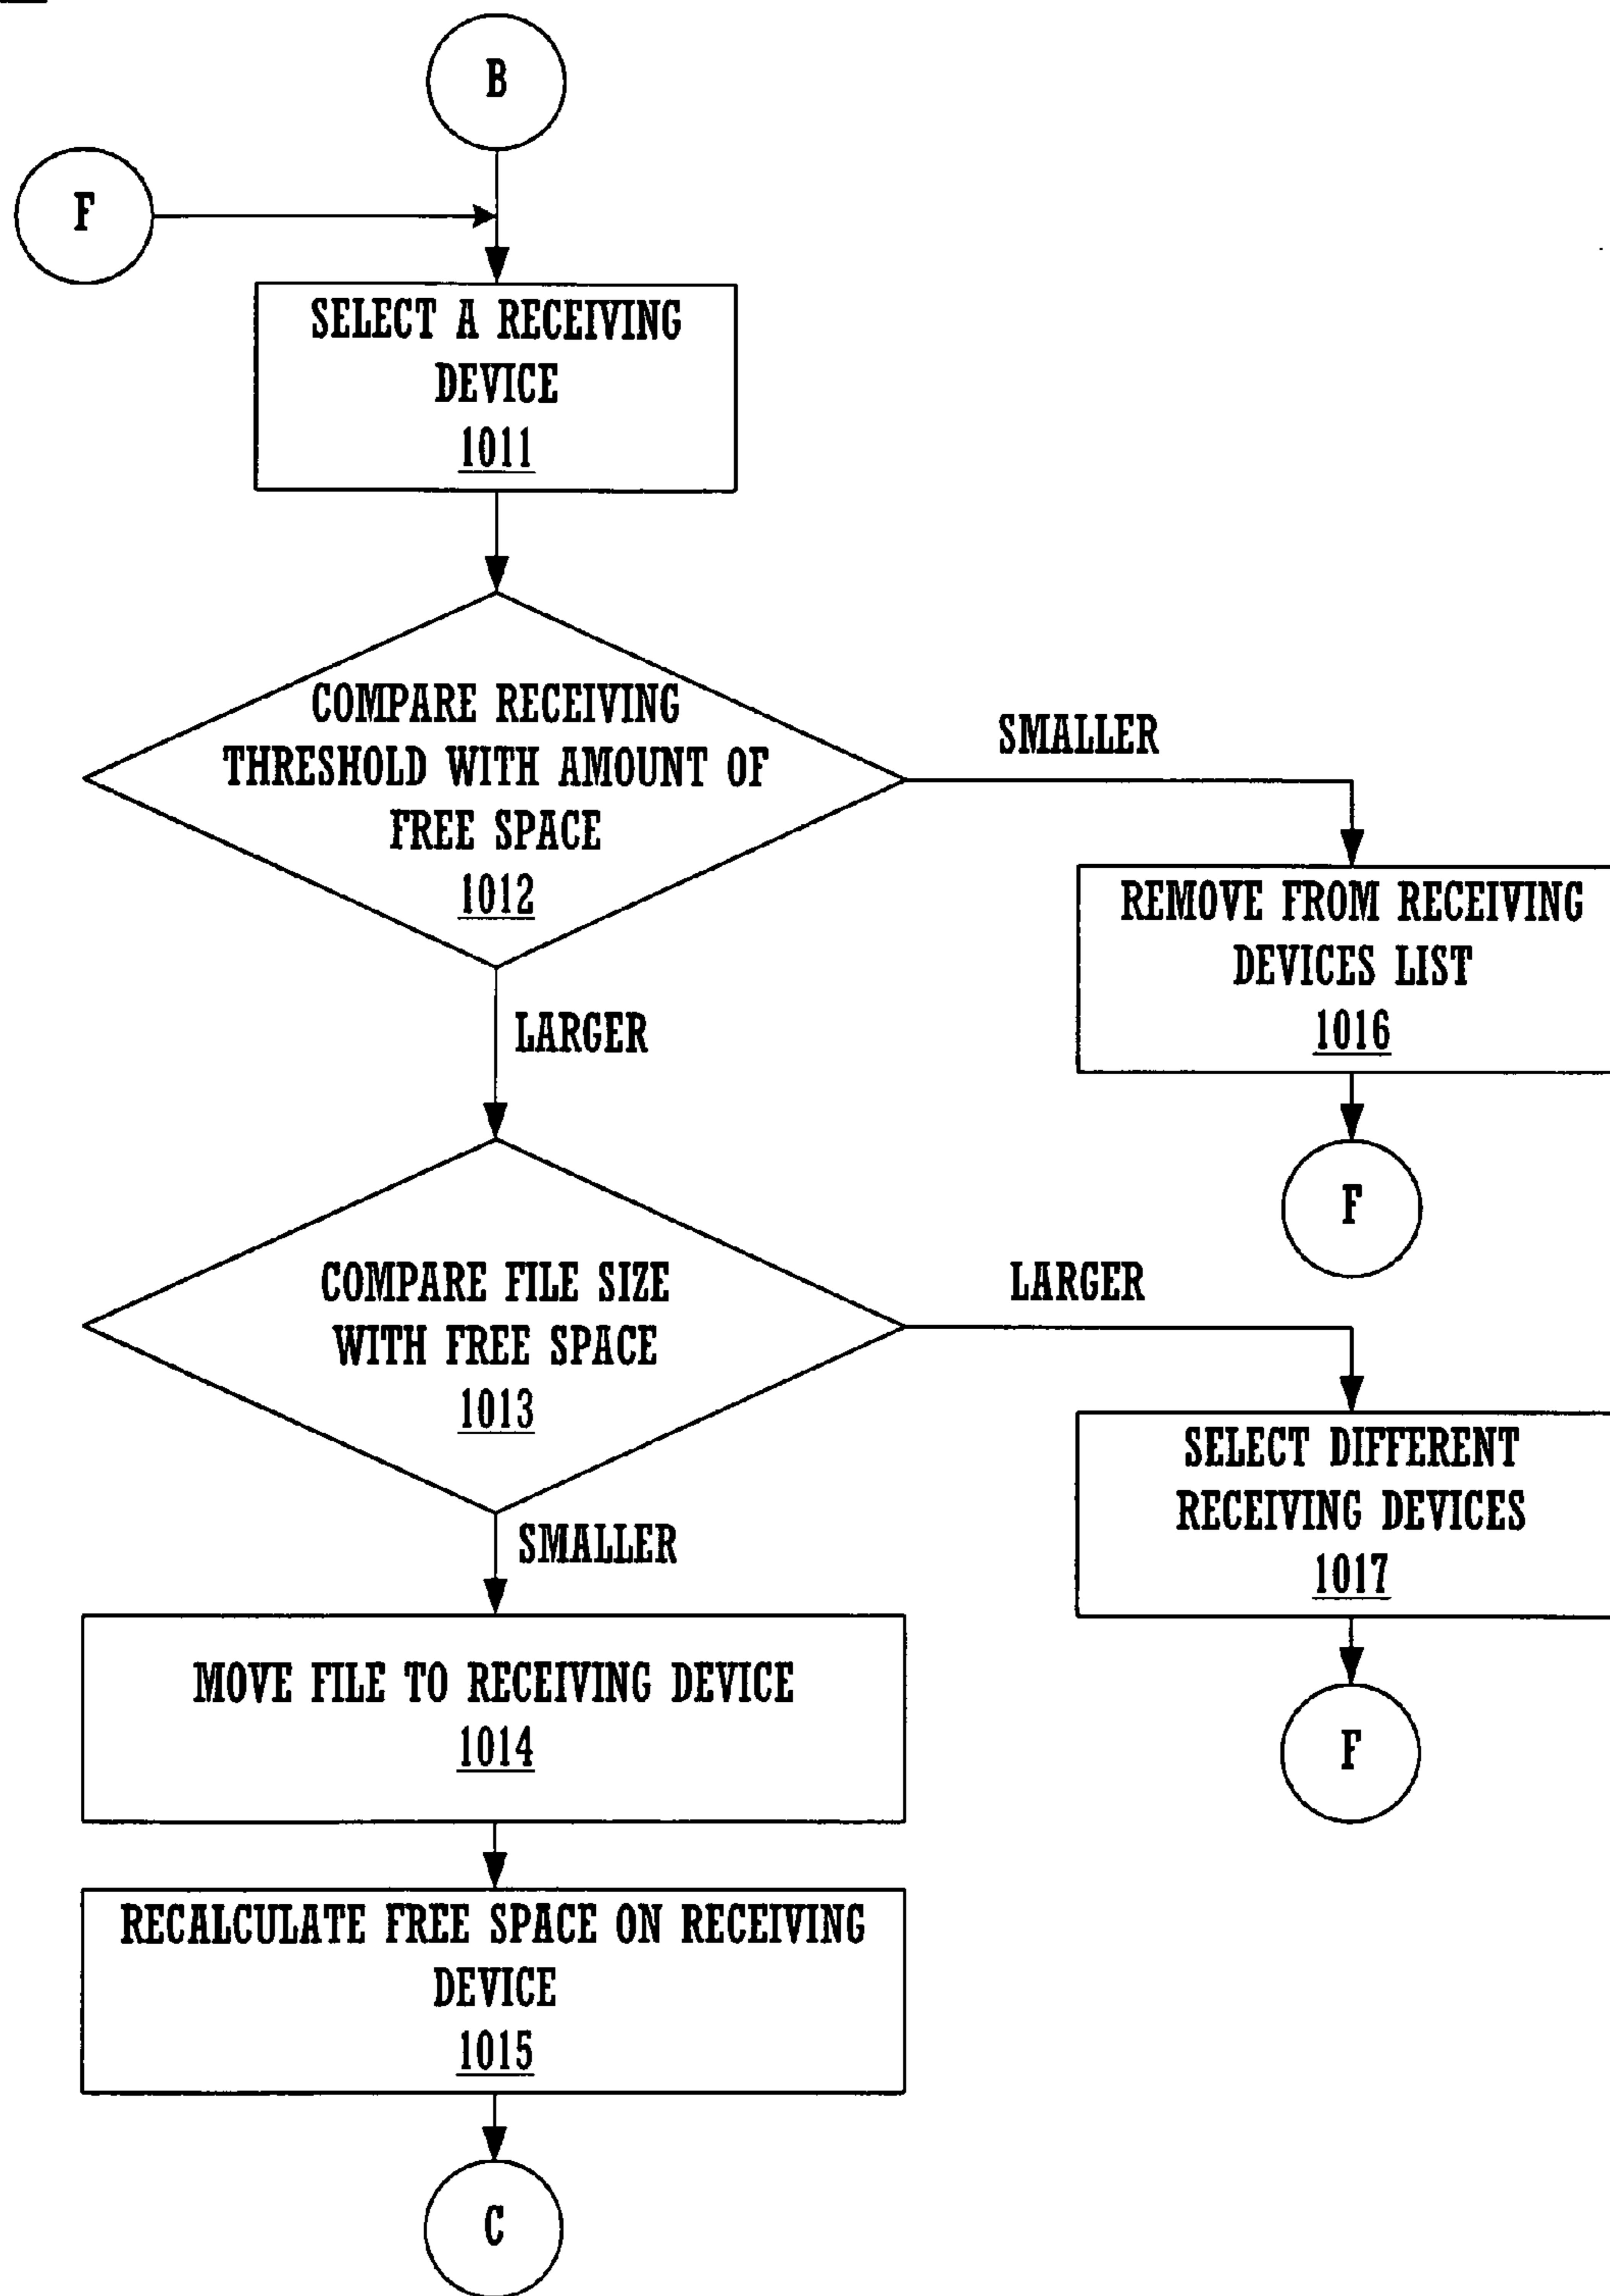 B
F
SELECT A RECEIVING
DEVICE
1011
COMPARE RECEIVING
THRESHOLD WITH AMOUNT OF
FREE SPACE
1012
SMALLER
REMOVE FROM RECEIVING
DEVICES LIST
1016
F
LARGER
COMPARE FILE SIZE
WITH FREE SPACE
1013
LARGER
SELECT DIFFERENT
RECEIVING DEVICES
1017
F
SMALLER
MOVE FILE TO RECEIVING DEVICE
1014
RECALCULATE FREE SPACE ON RECEIVING
DEVICE
1015
C